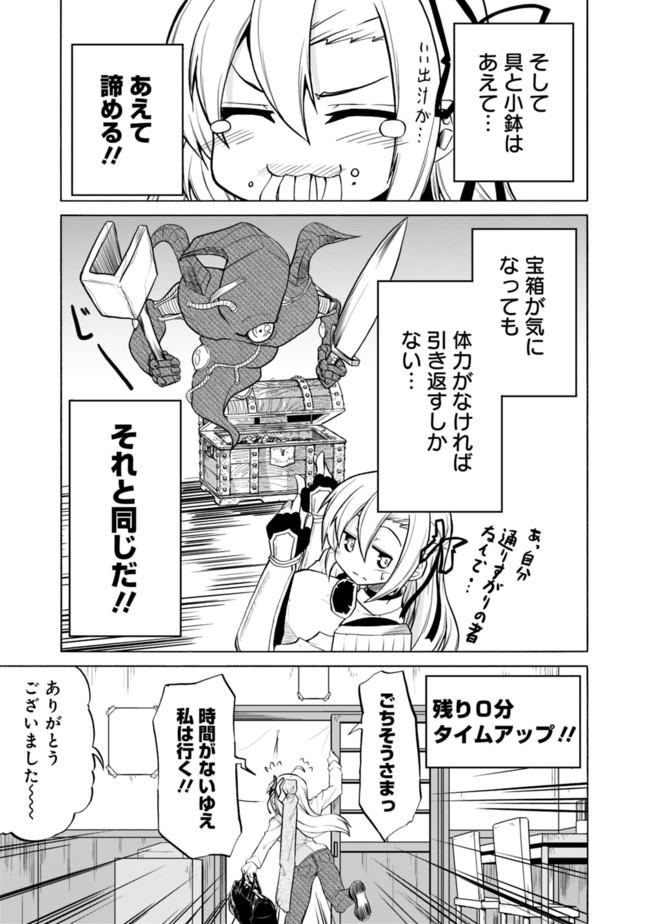 そして
具と小鉢は
あえて…
いい出汁が…
あえて
諦める!!
宝箱が気に
なっても
体力がなければ
引き返すしか
ない…
じーっ
それと同じだ!!
あ、自分
通りすがりの者
なんで…
残り0分
タイムアップ!!
ごちそうさまっ
時間がないゆえ
私は行く!!
ありがとう
ございました〜〜